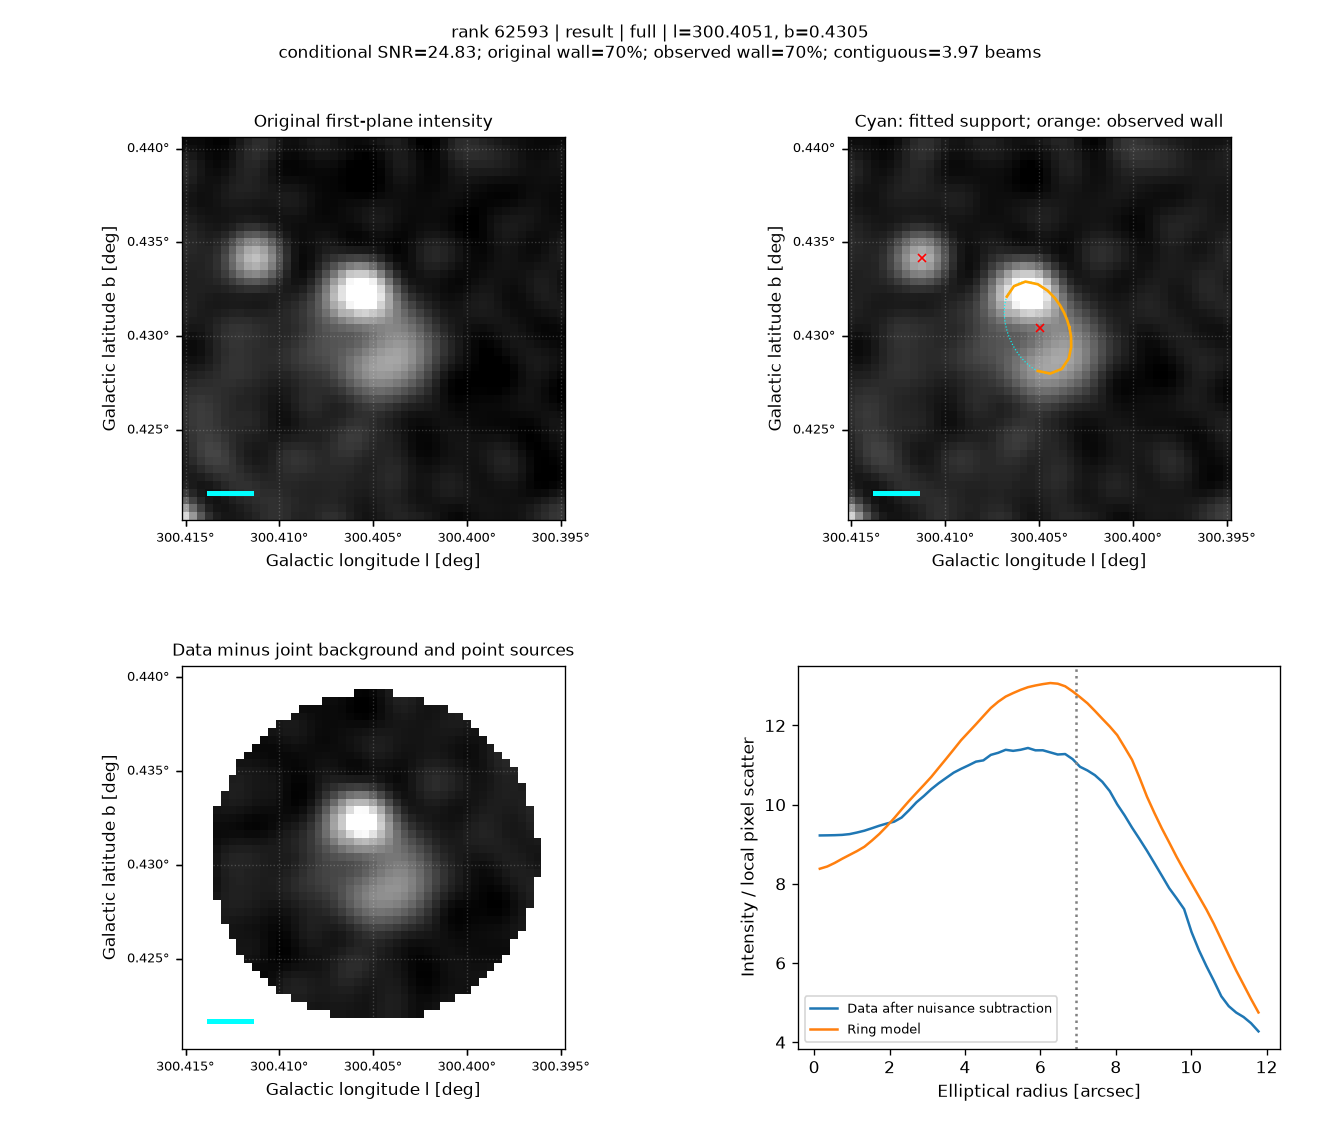 rank 62593 | result | full | l=300.4051, b=0.4305
conditional SNR=24.83; original wall=70%; observed wall=70%; contiguous=3.97 beams
Original first-plane intensity
0.440°
0.435°
0.430°
0.425°
300.415°
300.410°
300.405°
300.400°
300.395°
Galactic longitude l [deg]
Galactic latitude b [deg]
Cyan: fitted support; orange: observed wall
0.440°
0.435°
0.430°
0.425°
300.415°
300.410°
300.405°
300.400°
300.395°
Galactic longitude l [deg]
Galactic latitude b [deg]
Data minus joint background and point sources
0.440°
0.435°
0.430°
0.425°
300.415°
300.410°
300.405°
300.400°
300.395°
Galactic longitude l [deg]
Galactic latitude b [deg]
12
10
8
6
4
0
2
4
6
8
10
12
Elliptical radius [arcsec]
Intensity / local pixel scatter
Data after nuisance subtraction
Ring model